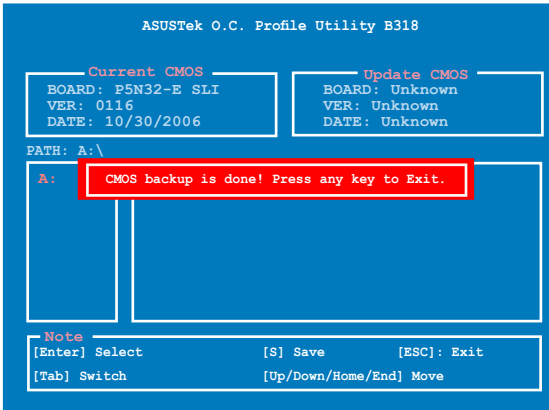 ASUSTek O.C. Profile Utility B318
Current CMOS
BOARD: P5N32-E SLI
VER: 0116
DATE: 10/30/2006
Update CMOS
BOARD: Unknown
VER: Unknown
DATE: Unknown
PATH: A:\
A:
CMOS backup is done! Press any key to Exit.
Note
[Enter] Select [S] Save [ESC]: Exit
[Tab] Switch [Up/Down/Home/End] Move